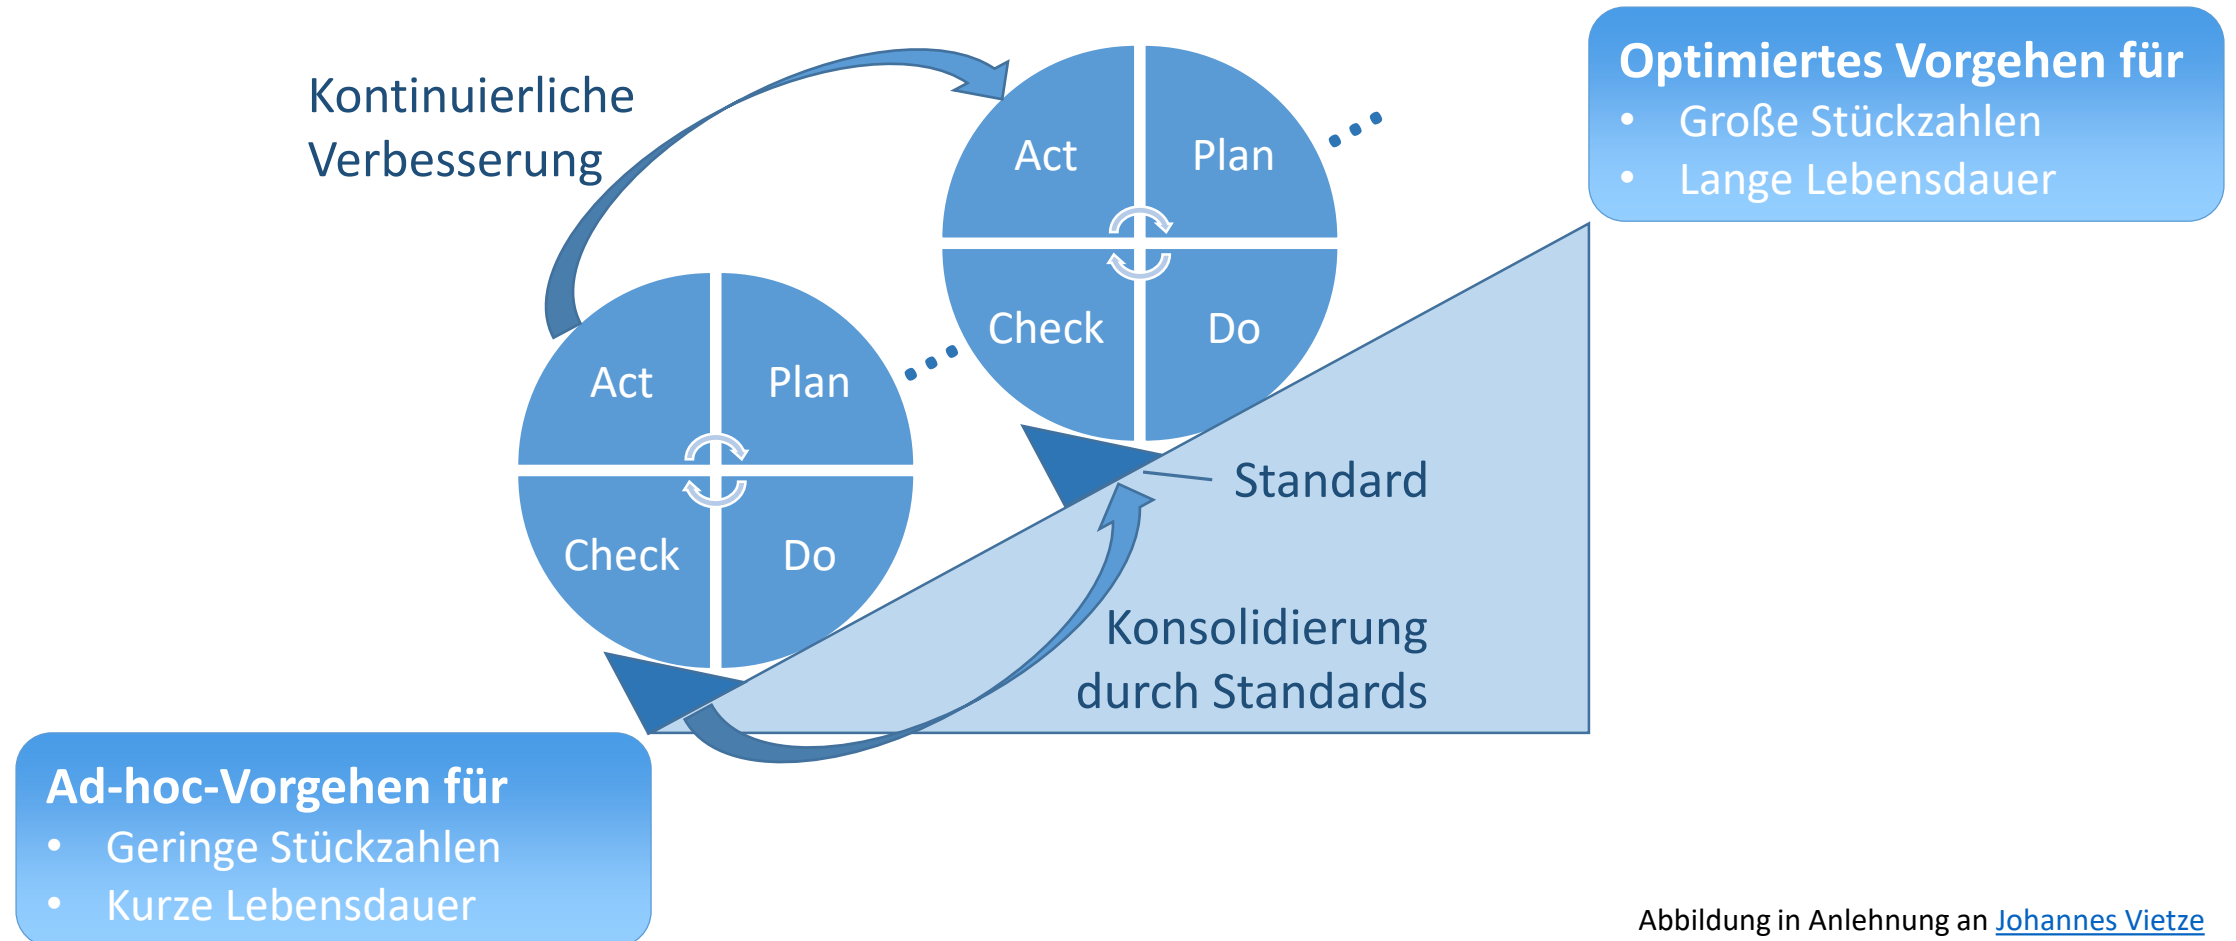 Kontinuierliche
Verbesserung
Act
Plan
Check
Do
Optimiertes Vorgehen für
• Große Stückzahlen
• Lange Lebensdauer
Act
Plan
Check
Do
Standard
Konsolidierung
durch Standards
Ad-hoc-Vorgehen für
• Geringe Stückzahlen
• Kurze Lebensdauer
Abbildung in Anlehnung an Johannes Vietze